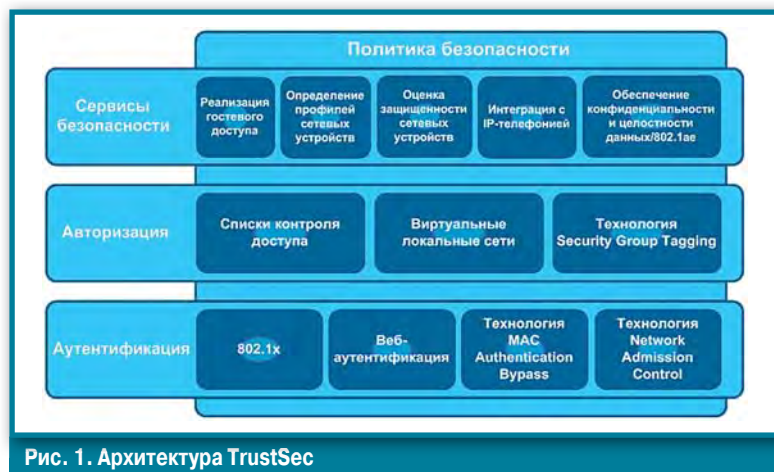 Политика безопасности
Сервисы
безопасности
Реализация
гостевого
доступа
Определение
профилей
сетевых
устройств
Оценка
защищенности
сетевых
устройств
Интеграция с
IP-телефонией
Обеспечение
конфиденциальности
и целостности
данных/802.1ae
Авторизация
Списки контроля
доступа
Виртуальные
локальные сети
Технология
Security Group Tagging
Аутентификация
802.1x
Веб-
аутентификация
Технология
MAC
Authentication
Bypass
Технология
Network
Admission
Control
Рис. 1. Архитектура TrustSec